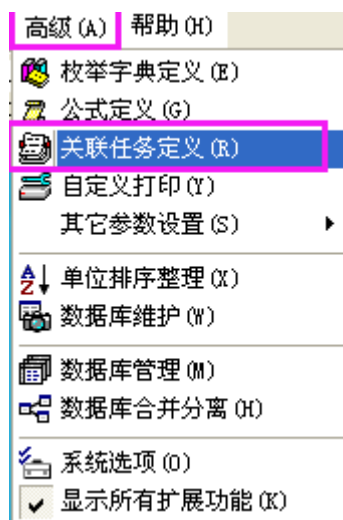 高级(A) 帮助(H)
枚举字典定义(E)
公式定义(G)
关联任务定义(R)
自定义打印(Y)
其它参数设置(S)
单位排序整理(X)
数据库维护(W)
数据库管理(M)
数据库合并分离(H)
系统选项(O)
显示所有扩展功能(K)